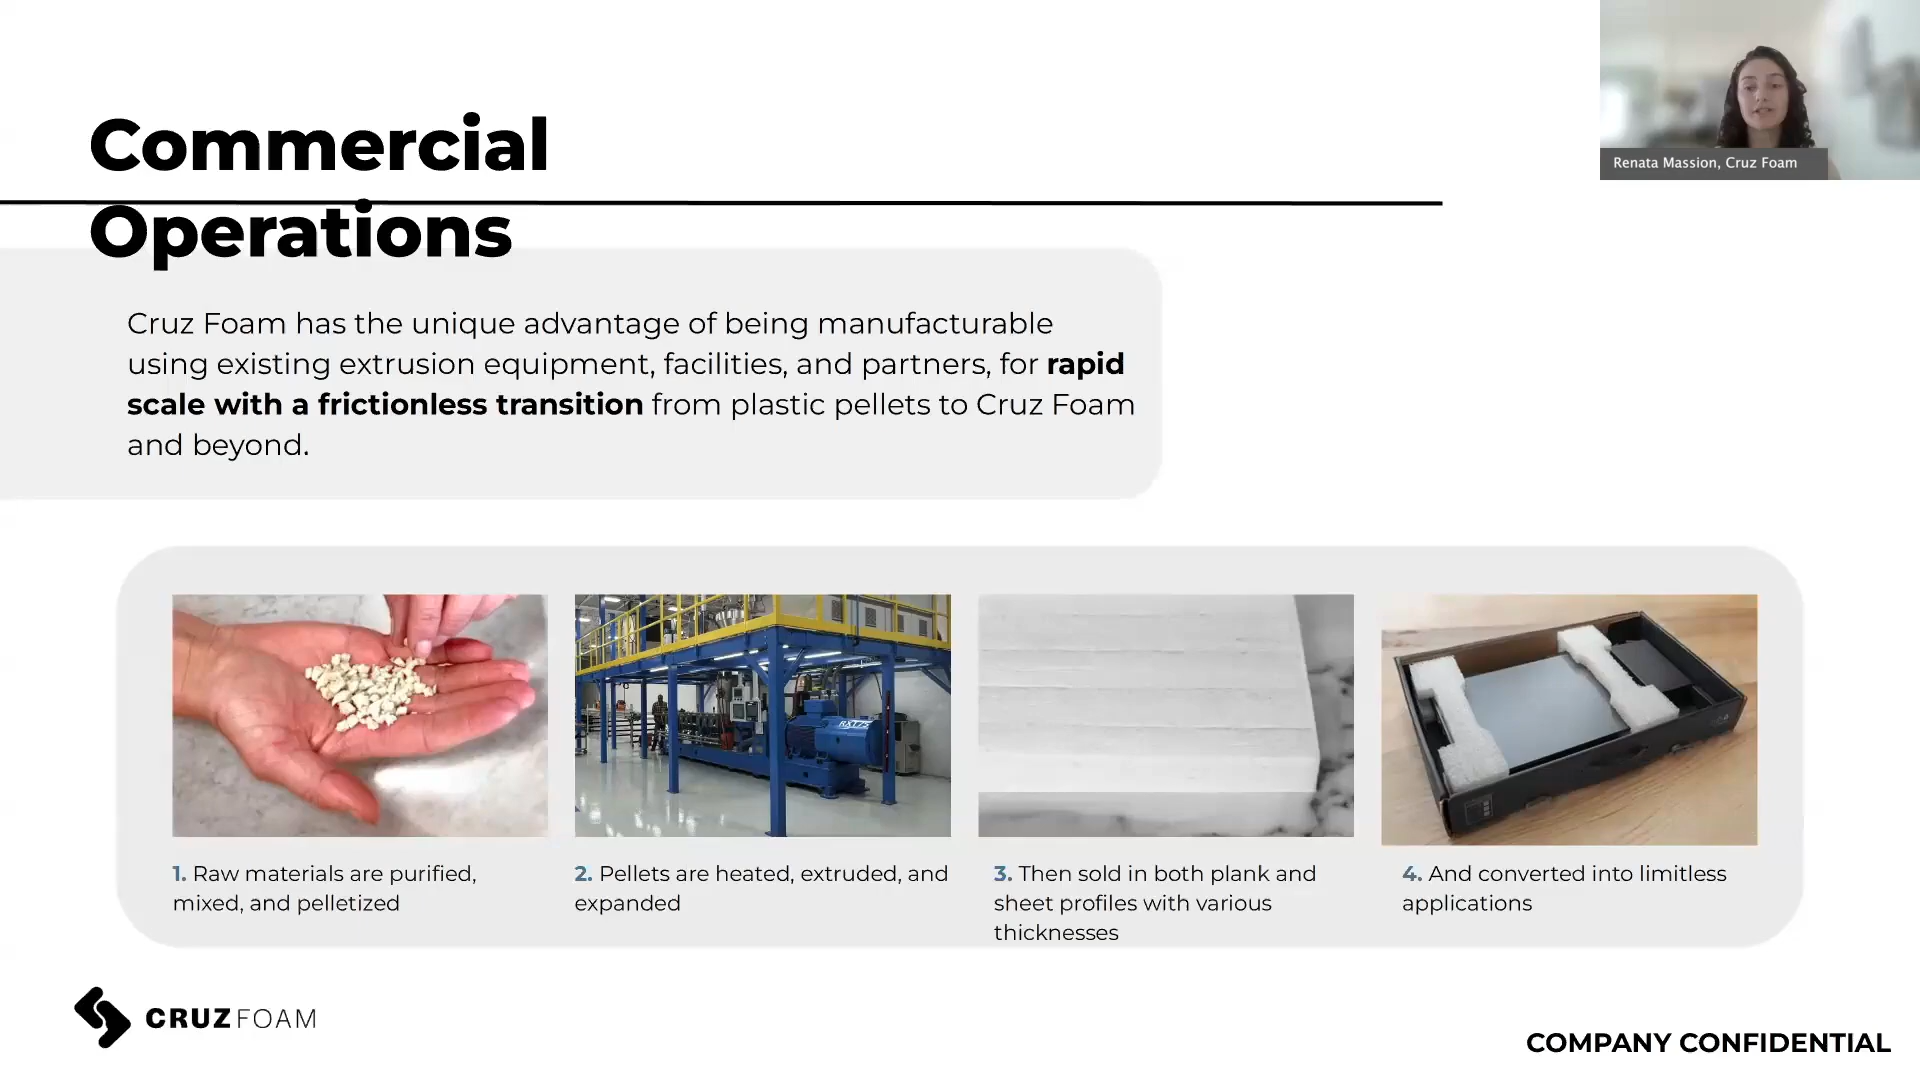 Commercial
Operations
Renata Massion, Cruz Foam
Cruz Foam has the unique advantage of being manufacturable
using existing extrusion equipment, facilities, and partners, for rapid
scale with a frictionless transition from plastic pellets to Cruz Foam
and beyond.
RXT75
1. Raw materials are purified,
mixed, and pelletized
2. Pellets are heated, extruded, and
expanded
3. Then sold in both plank and
sheet profiles with various
thicknesses
4. And converted into limitless
applications
CRUZFOAM
COMPANY CONFIDENTIAL